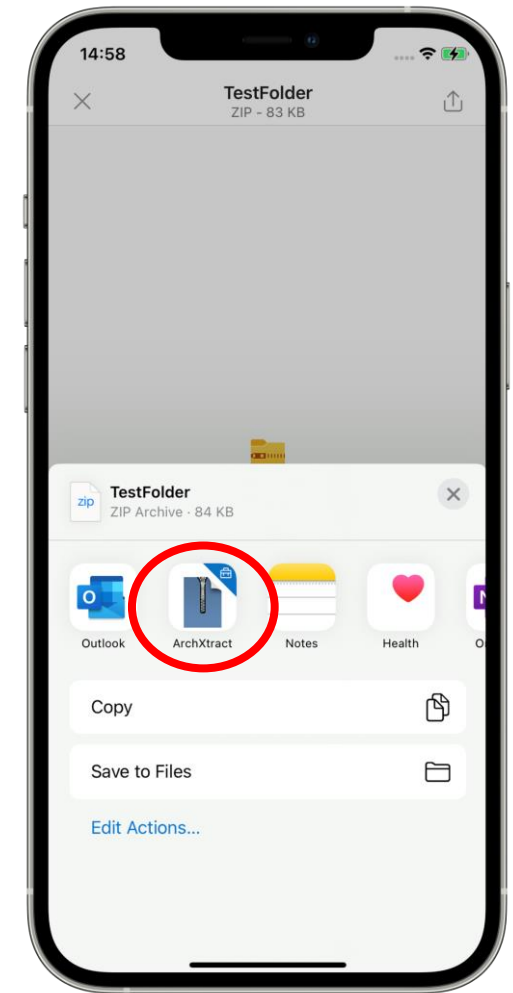 14:58
TestFolder
ZIP - 83 KB
zip
TestFolder
ZIP Archive · 84 KB
O
N
Outlook
ArchXtract
Notes
Health
O
Copy
Save to Files
Edit Actions...